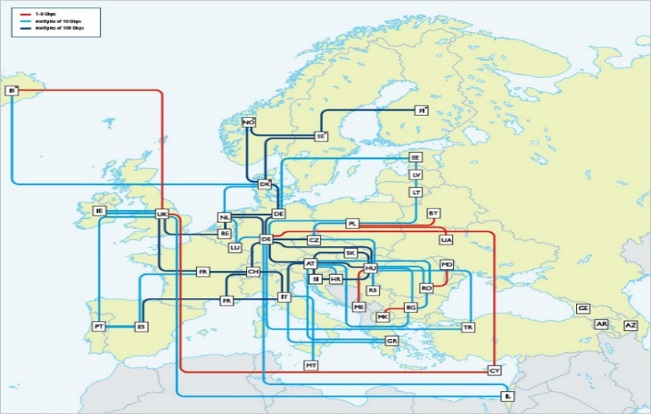 1-9 Gbps
multiples of 10 Gbps
multiples of 100 Gbps
IS
NO
SE
FI
DK
EE
LV
LT
IE
UK
NL
DE
BY
PL
BE
LU
DE
CZ
UA
SK
FR
CH
AT
HU
MD
SI
HR
RS
RO
FR
IT
ME
MK
BG
GE
PT
ES
TR
AR
AZ
GR
MT
CY
IL